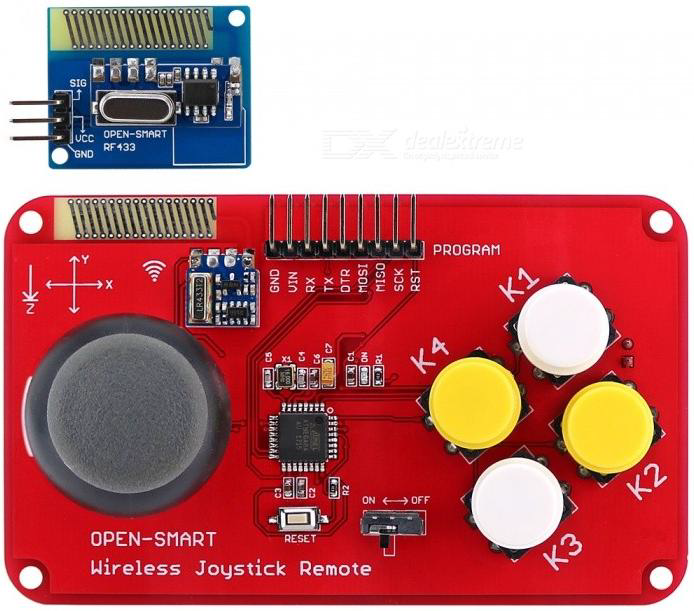 SIG
VCC
GND
OPEN-SMART
RF433
DX dealextreme
PROGRAM
GND VIN RX TX DTR MOSI MISO SCK RST
Y
X
Z
LR43312
K1
K4
K2
K3
C5 X1 C4 C6 C7 C1 ON R1
C3 C2 R2
RESET
ON OFF
OPEN-SMART
Wireless Joystick Remote